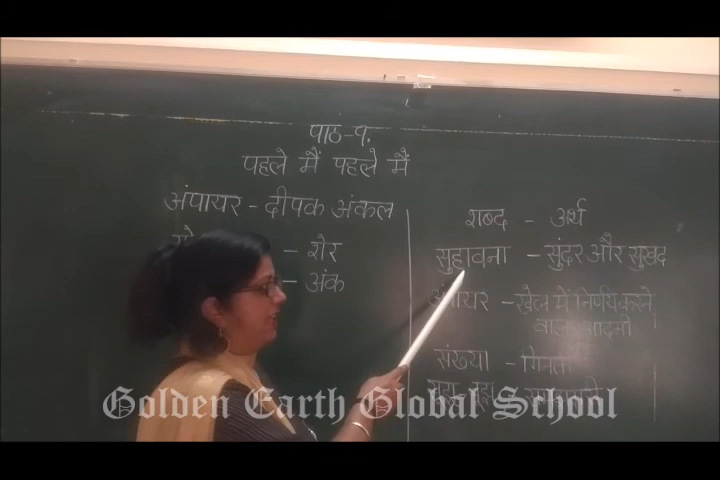 पाठ-१.
पहले मैं पहले मैं
अंपायर - दीपक अंकल
- शेर
- अंक
शब्द - अर्थ
सुहावना - सुंदर और सुखद
अंपायर - खेल में निर्णय करने
वाला आदमी
संख्या - गिनती
Golden Earth Global School